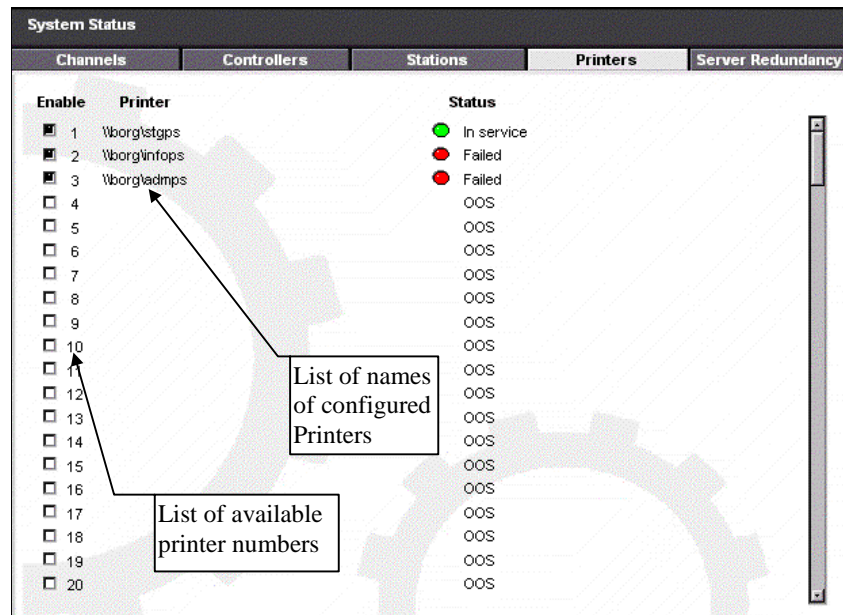 System Status
Channels Controllers Stations Printers Server Redundancy
Enable Printer Status
1 \\borg\stgps In service
2 \\borg\infops Failed
3 \\borg\admps Failed
4 OOS
5 OOS
6 OOS
7 OOS
8 OOS
9 OOS
10 OOS
11 OOS
12 OOS
13 OOS
14 OOS
15 OOS
16 OOS
17 OOS
18 OOS
19 OOS
20 OOS
List of names
of configured
Printers
List of available
printer numbers